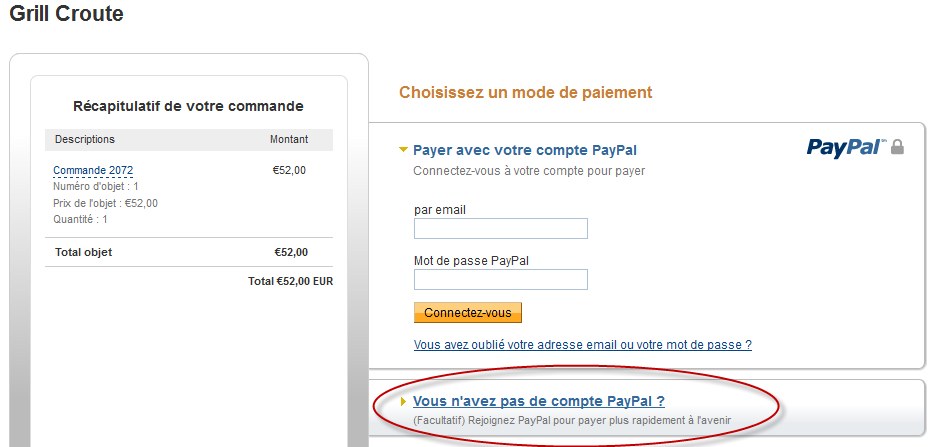 Grill Croute
Récapitulatif de votre commande
Descriptions Montant
Commande 2072 €52,00
Numéro d'objet : 1
Prix de l'objet : €52,00
Quantité : 1
Total objet €52,00
Total €52,00 EUR
Choisissez un mode de paiement
Payer avec votre compte PayPal
PayPal™
Connectez-vous à votre compte pour payer
par email
Mot de passe PayPal
Connectez-vous
Vous avez oublié votre adresse email ou votre mot de passe ?
Vous n'avez pas de compte PayPal ?
(Facultatif) Rejoignez PayPal pour payer plus rapidement à l'avenir